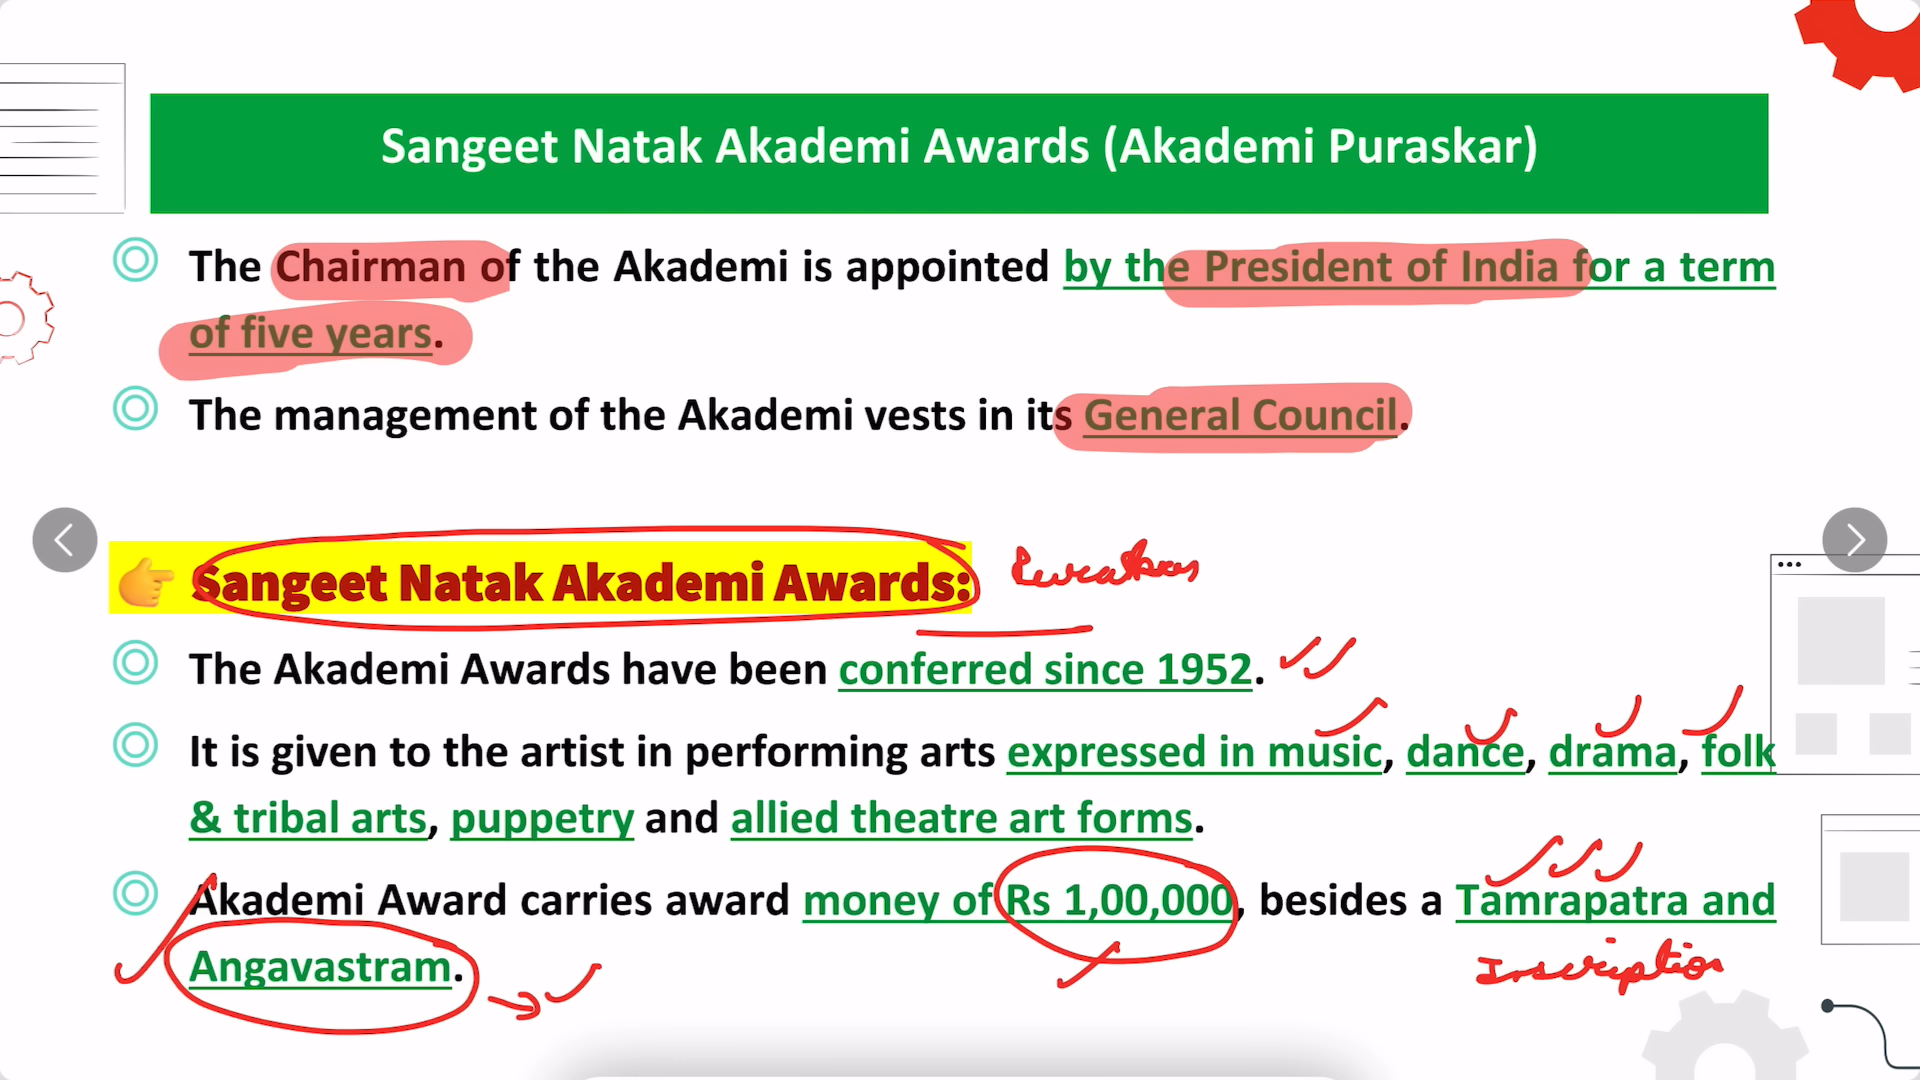 Sangeet Natak Akademi Awards (Akademi Puraskar)
The Chairman of the Akademi is appointed by the President of India for a term
of five years.
The management of the Akademi vests in its General Council.
Sangeet Natak Akademi Awards:
The Akademi Awards have been conferred since 1952.
It is given to the artist in performing arts expressed in music, dance, drama, folk
& tribal arts, puppetry and allied theatre art forms.
Akademi Award carries award money of Rs 1,00,000, besides a Tamrapatra and
Angavastram.
Inscription